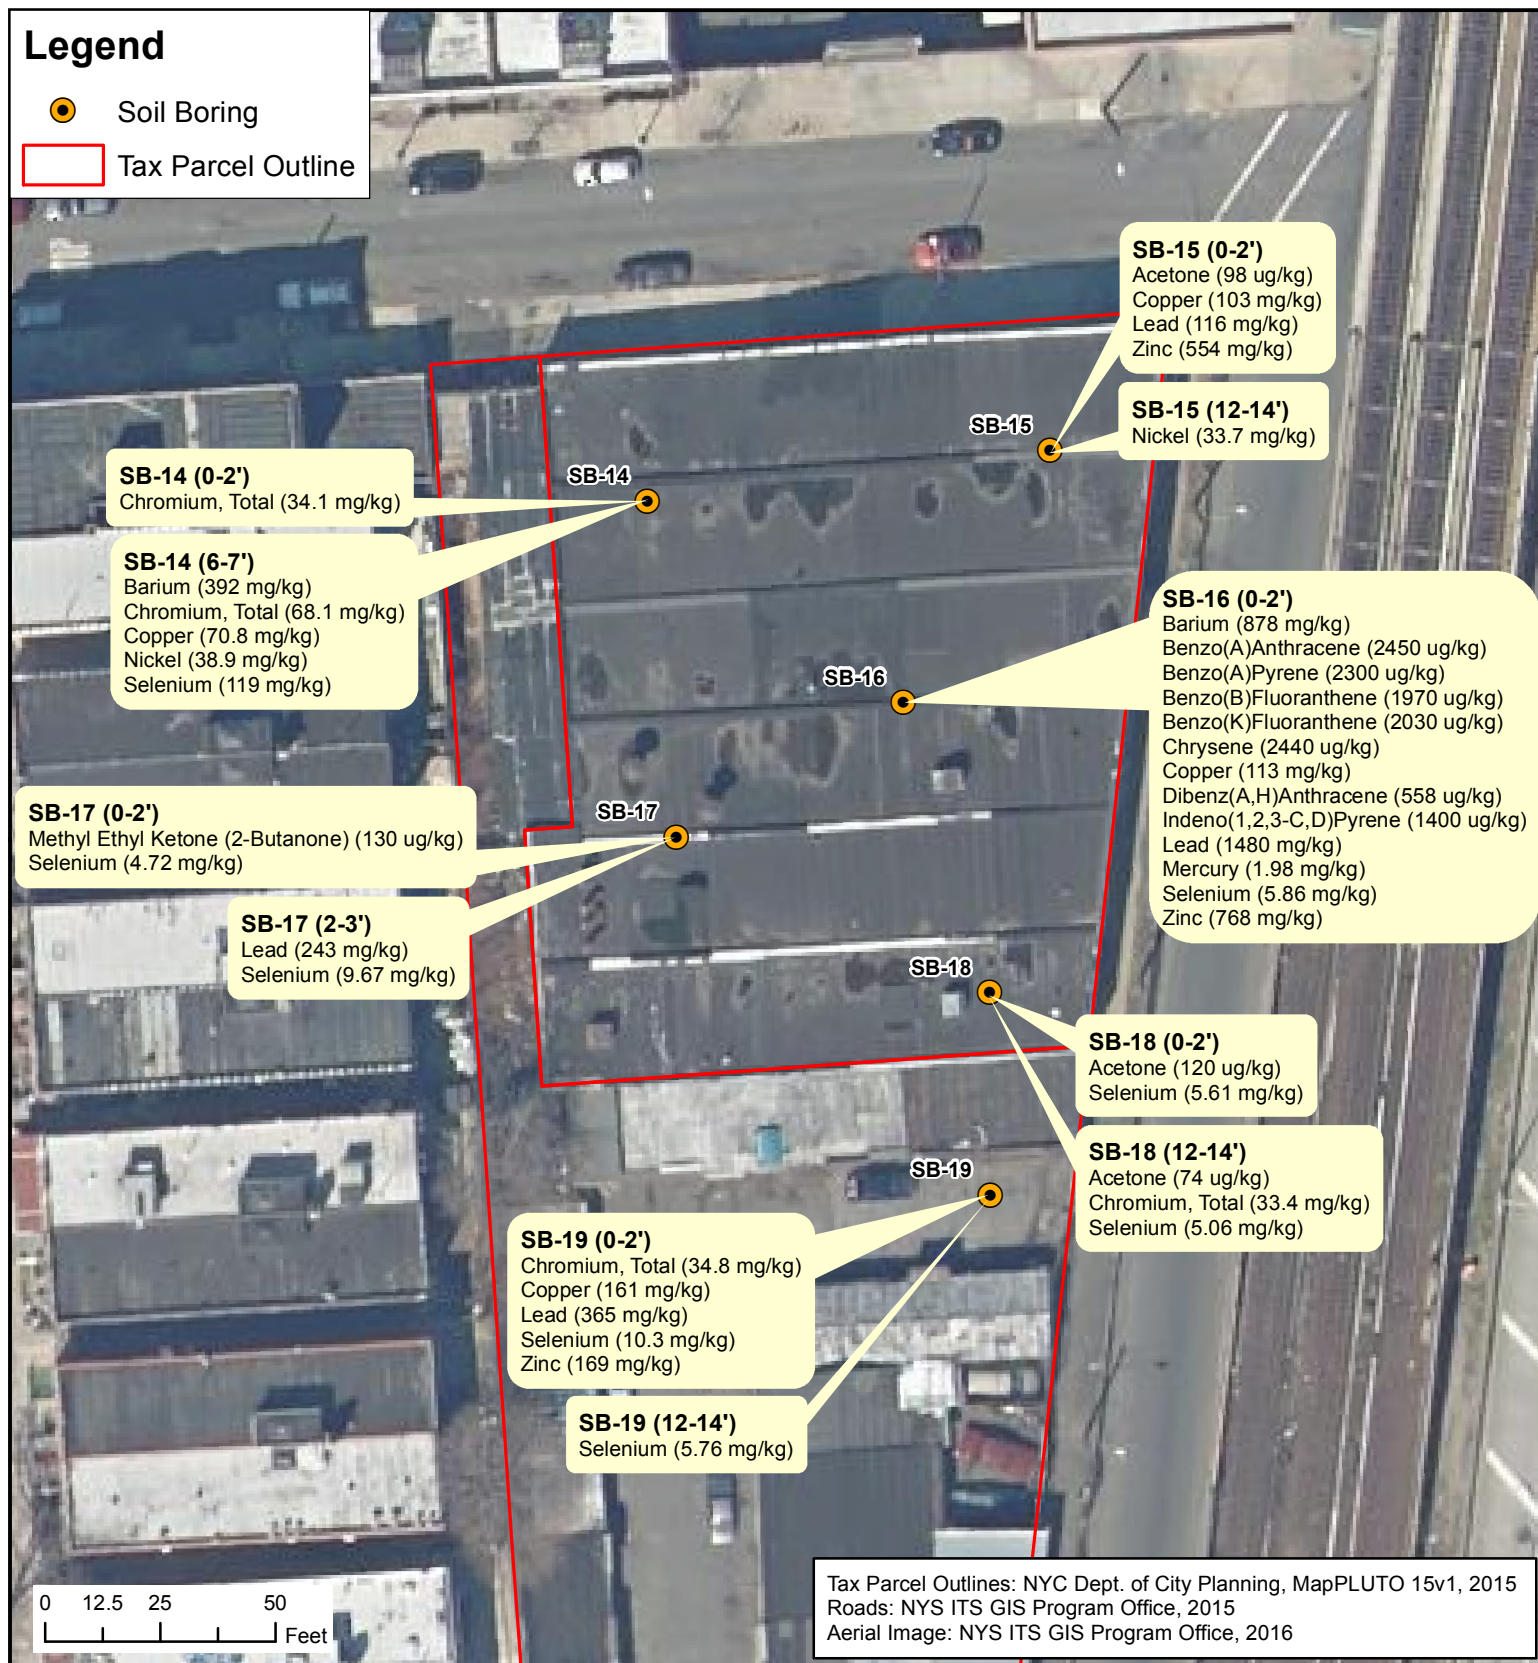 Legend
Soil Boring
Tax Parcel Outline
SB-15 (0-2')
Acetone (98 ug/kg)
Copper (103 mg/kg)
Lead (116 mg/kg)
Zinc (554 mg/kg)
SB-15 (12-14')
Nickel (33.7 mg/kg)
SB-15
SB-14
SB-14 (0-2')
Chromium, Total (34.1 mg/kg)
SB-14 (6-7')
Barium (392 mg/kg)
Chromium, Total (68.1 mg/kg)
Copper (70.8 mg/kg)
Nickel (38.9 mg/kg)
Selenium (119 mg/kg)
SB-16 (0-2')
Barium (878 mg/kg)
Benzo(A)Anthracene (2450 ug/kg)
Benzo(A)Pyrene (2300 ug/kg)
Benzo(B)Fluoranthene (1970 ug/kg)
Benzo(K)Fluoranthene (2030 ug/kg)
Chrysene (2440 ug/kg)
Copper (113 mg/kg)
Dibenz(A,H)Anthracene (558 ug/kg)
Indeno(1,2,3-C,D)Pyrene (1400 ug/kg)
Lead (1480 mg/kg)
Mercury (1.98 mg/kg)
Selenium (5.86 mg/kg)
Zinc (768 mg/kg)
SB-16
SB-17
SB-17 (0-2')
Methyl Ethyl Ketone (2-Butanone) (130 ug/kg)
Selenium (4.72 mg/kg)
SB-17 (2-3')
Lead (243 mg/kg)
Selenium (9.67 mg/kg)
SB-18
SB-18 (0-2')
Acetone (120 ug/kg)
Selenium (5.61 mg/kg)
SB-18 (12-14')
Acetone (74 ug/kg)
Chromium, Total (33.4 mg/kg)
Selenium (5.06 mg/kg)
SB-19
SB-19 (0-2')
Chromium, Total (34.8 mg/kg)
Copper (161 mg/kg)
Lead (365 mg/kg)
Selenium (10.3 mg/kg)
Zinc (169 mg/kg)
SB-19 (12-14')
Selenium (5.76 mg/kg)
0 12.5 25 50
Feet
Tax Parcel Outlines: NYC Dept. of City Planning, MapPLUTO 15v1, 2015
Roads: NYS ITS GIS Program Office, 2015
Aerial Image: NYS ITS GIS Program Office, 2016